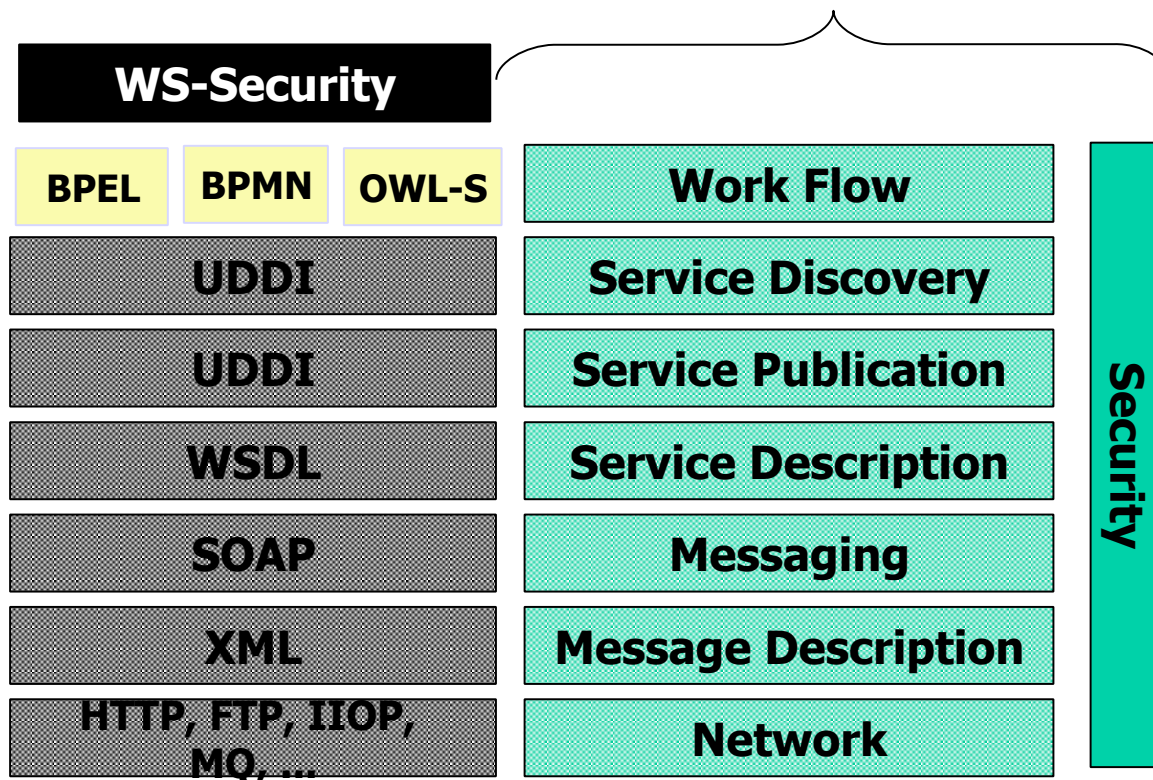 WS-Security
BPEL BPMN OWL-S Work Flow
UDDI Service Discovery
UDDI Service Publication
WSDL Service Description
SOAP Messaging
XML Message Description
HTTP, FTP, IIOP,
MQ, ...
Network
Security